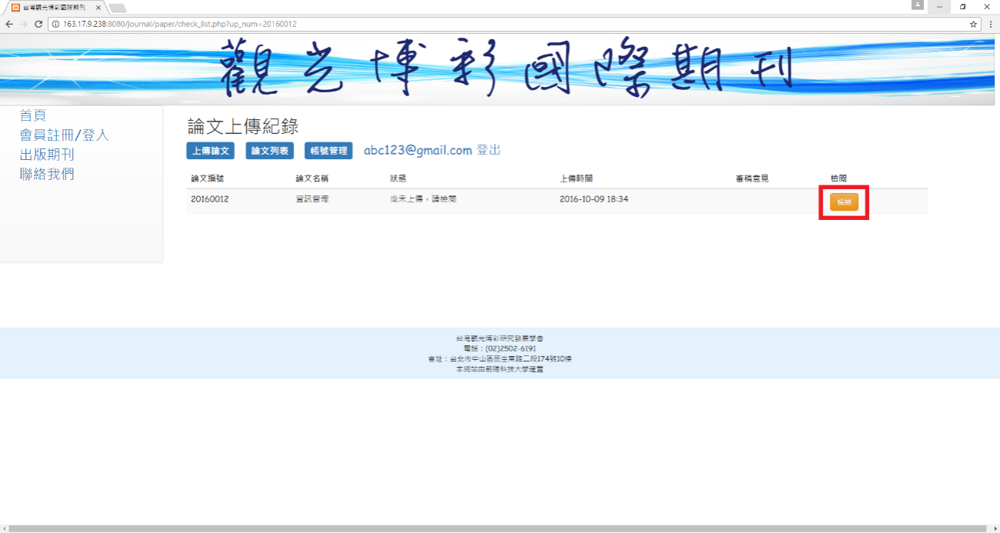 台灣觀光博彩國際期刊
163.17.9.238:8080/journal/paper/check_list.php?up_num=20160012
觀光博彩國際期刊
首頁
會員註冊/登入
出版期刊
聯絡我們
論文上傳紀錄
上傳論文 論文列表 帳號管理 abc123@gmail.com 登出
論文編號 論文名稱 狀態 上傳時間 審稿意見 檢閱
20160012 資訊管理 尚未上傳，請檢閱 2016-10-09 18:34 檢閱
台灣觀光博彩研究發展學會
電話：(02)2502-6191
會址：台北市中山區民生東路二段174號10樓
本網站由朝陽科技大學建置